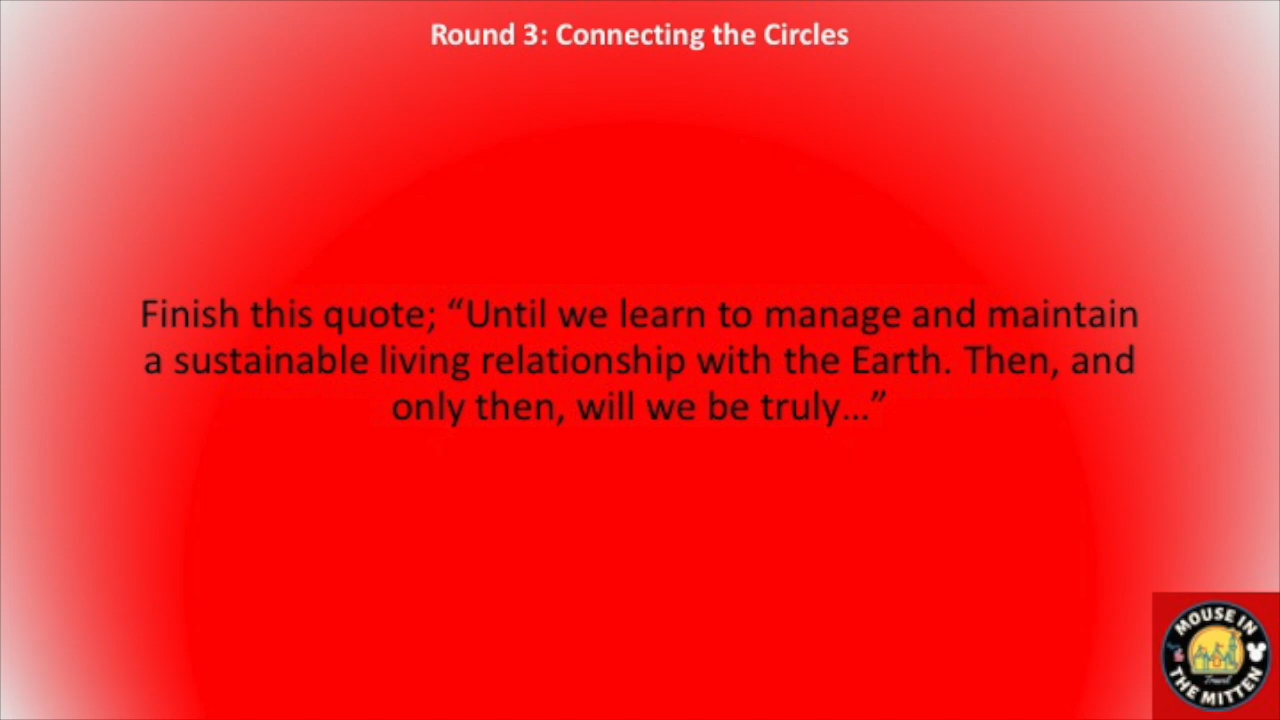 Round 3: Connecting the Circles
Finish this quote; “Until we learn to manage and maintain
a sustainable living relationship with the Earth. Then, and
only then, will we be truly...”
MOUSE IN
Travel
THE MITTEN